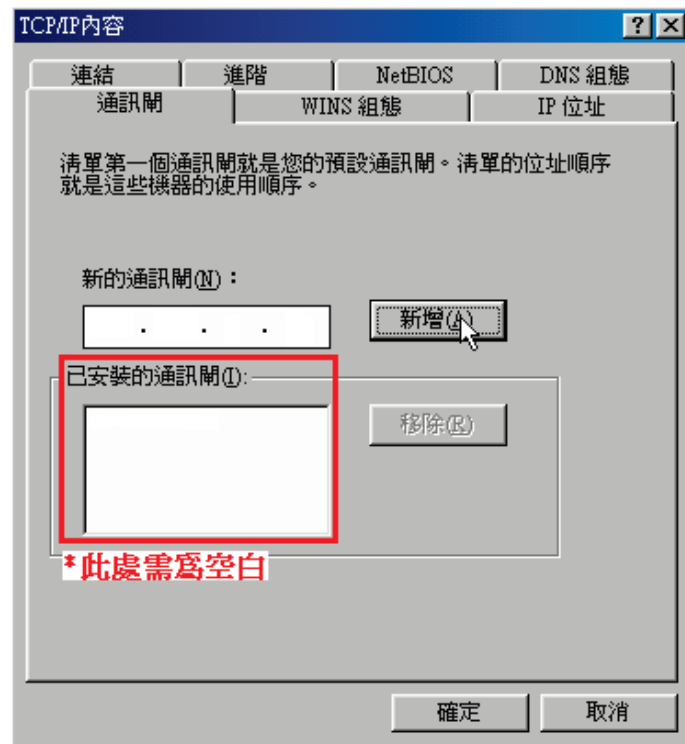 TCP/IP內容
連結 進階 NetBIOS DNS 組態
通訊閘 WINS 組態 IP 位址
清單第一個通訊閘就是您的預設通訊閘。清單的位址順序
就是這些機器的使用順序。
新的通訊閘(N)：
. . . 新增(A)
已安裝的通訊閘(I):
移除(R)
*此處需為空白
確定 取消